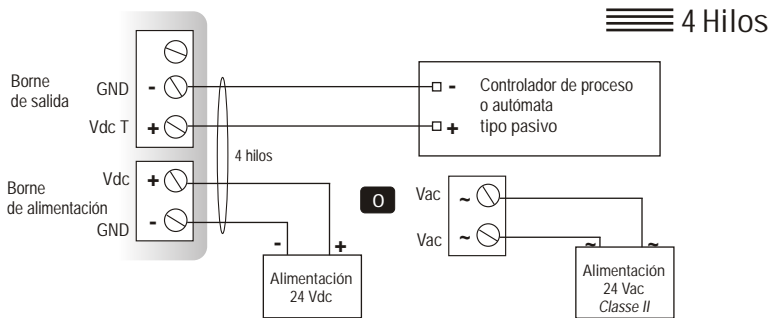 4 Hilos
Borne
de salida
GND
-
-
Controlador de proceso
o autómata
tipo pasivo
Vdc T
+
+
4 hilos
Borne
de alimentación
Vdc
+
GND
-
-
+
Alimentación
24 Vdc
O
Vac
~
Vac
~
~
~
Alimentación
24 Vac
Classe II